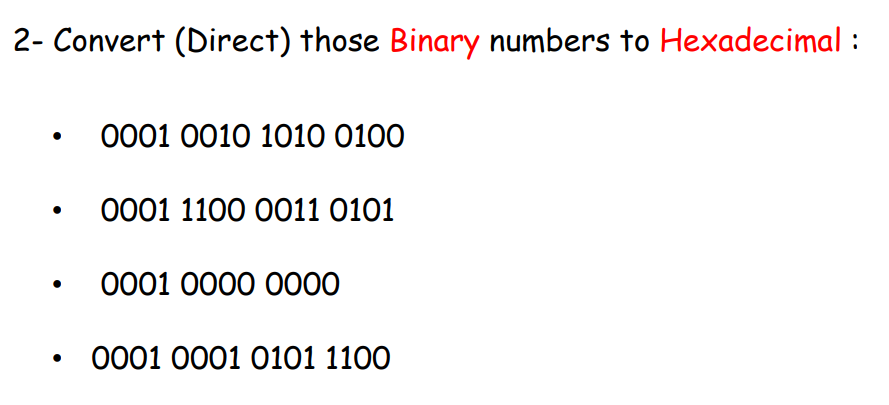 2- Convert (Direct) those Binary numbers to Hexadecimal :
• 0001 0010 1010 0100
• 0001 1100 0011 0101
• 0001 0000 0000
• 0001 0001 0101 1100